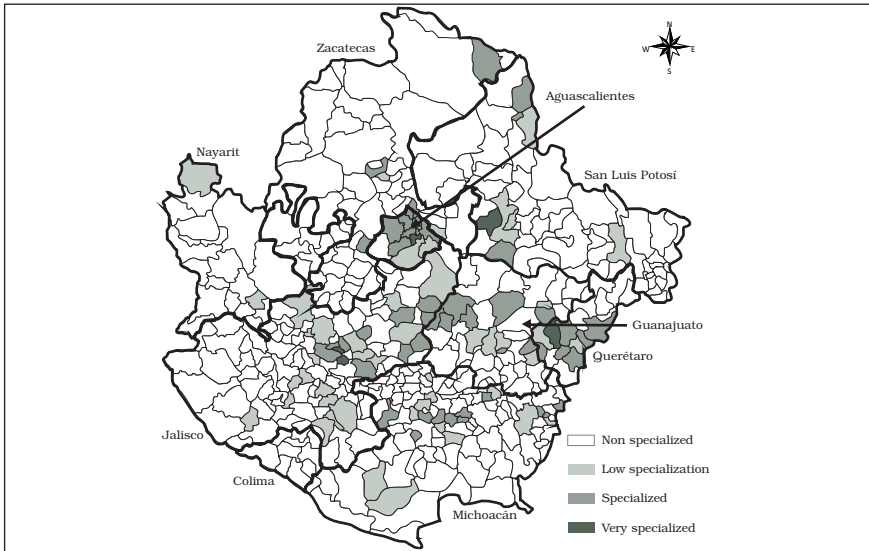 N
W E
S
Zacatecas
Aguascalientes
Nayarit
San Luis Potosí
Guanajuato
Querétaro
Jalisco
Colima
Michoacán
Non specialized
Low specialization
Specialized
Very specialized